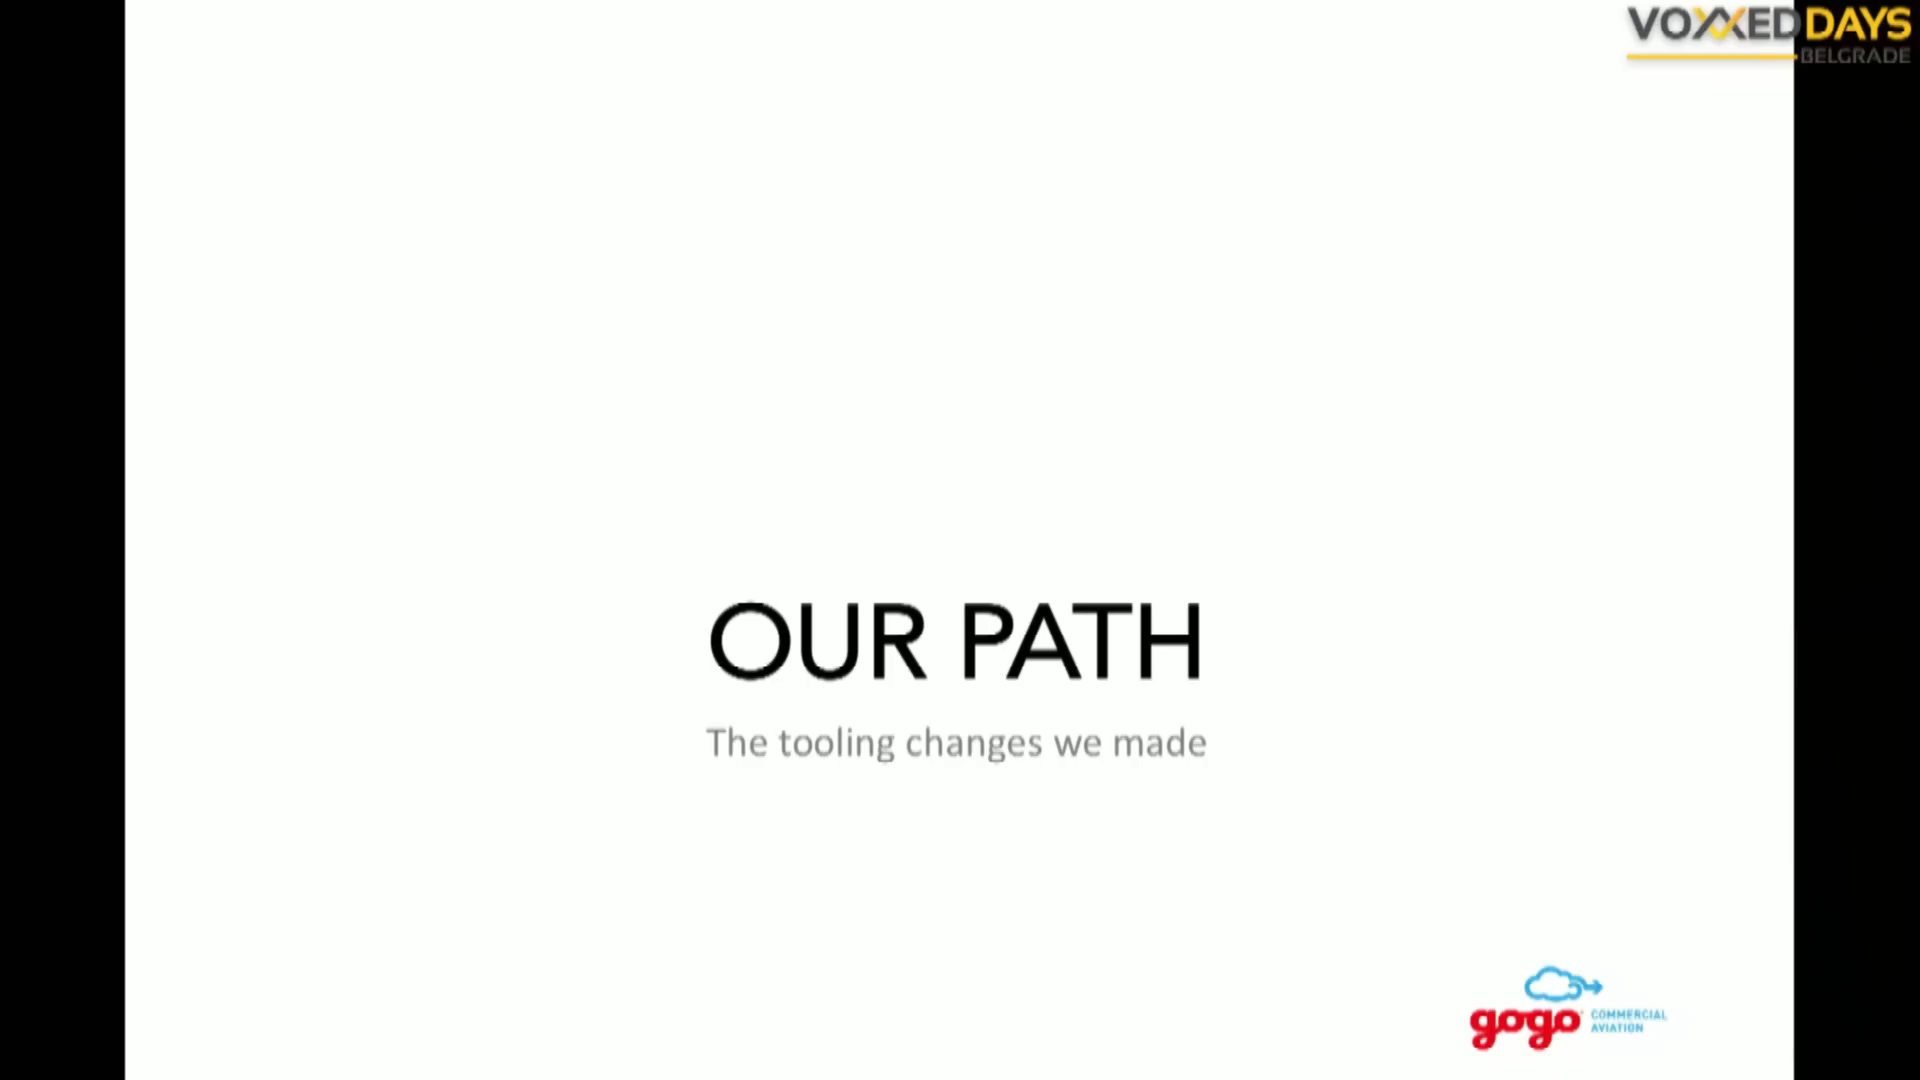 VOXXED DAYS
BELGRADE
OUR PATH
The tooling changes we made
gogo COMMERCIAL
AVIATION